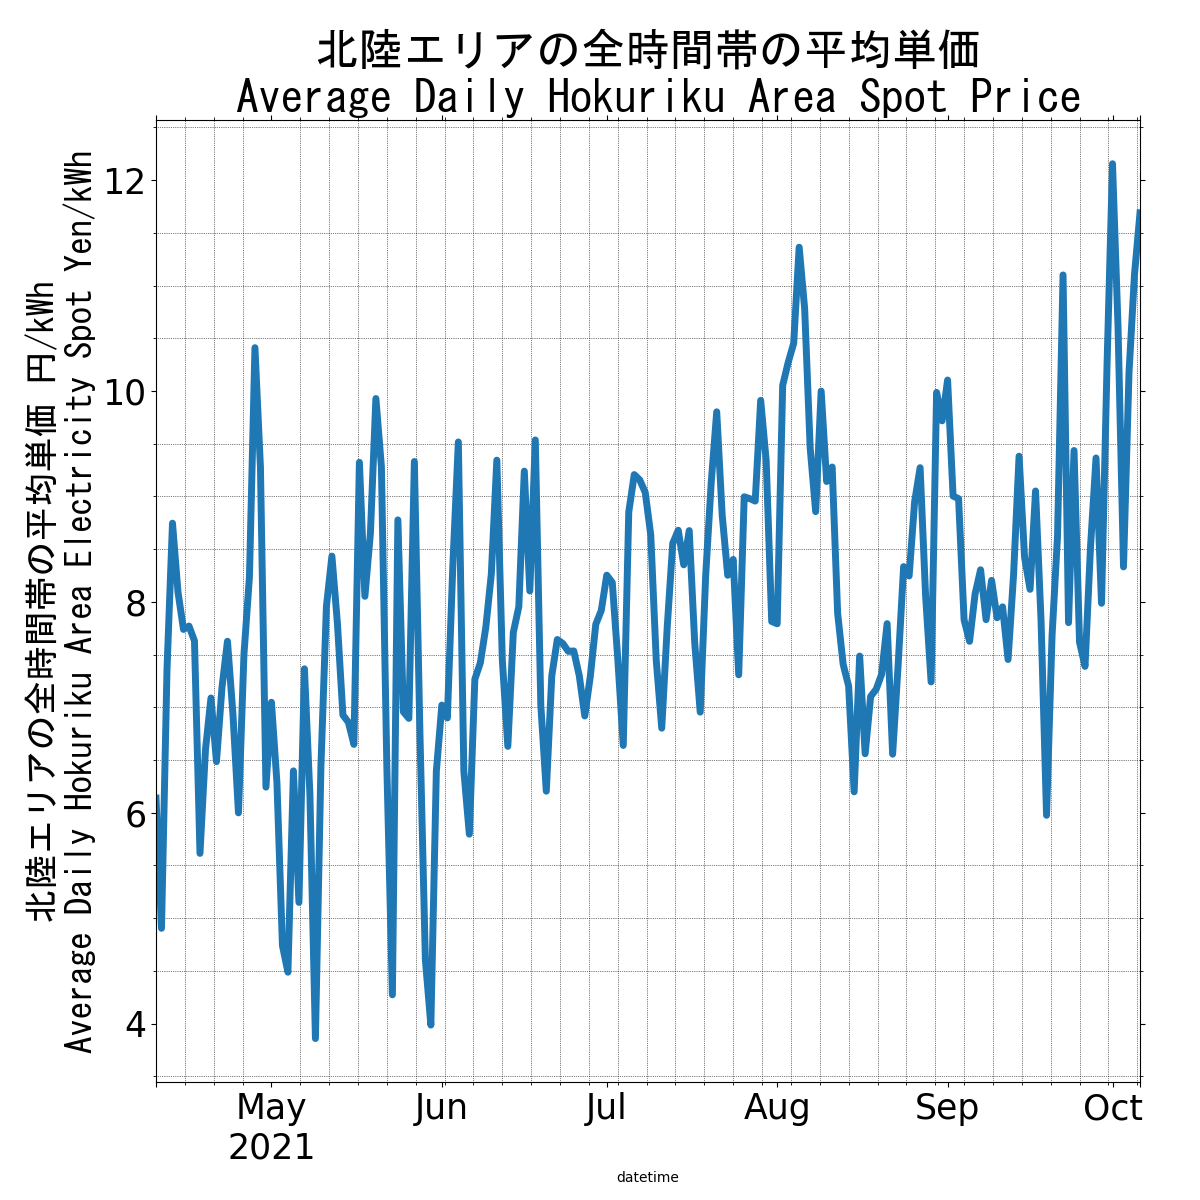 北陸エリアの全時間帯の平均単価
Average Daily Hokuriku Area Spot Price
北陸エリアの全時間帯の平均単価 円/kWh
Average Daily Hokuriku Area Electricity Spot Yen/kWh
12
10
8
6
4
May Jun Jul Aug Sep Oct
2021
datetime